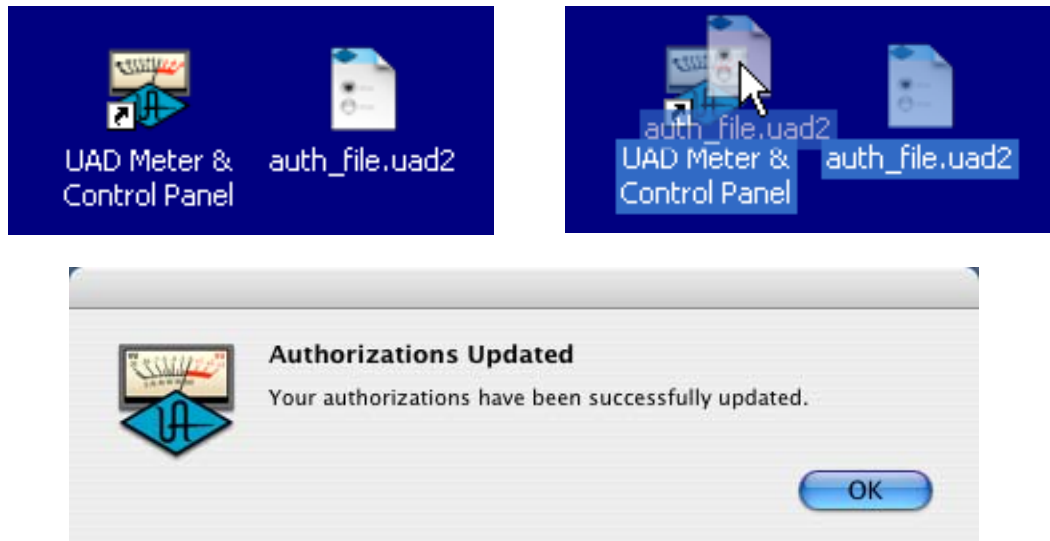 UAD Meter &
Control Panel
auth_file.uad2
auth_file.uad2
UAD Meter &
Control Panel
auth_file.uad2
Authorizations Updated
Your authorizations have been successfully updated.
OK